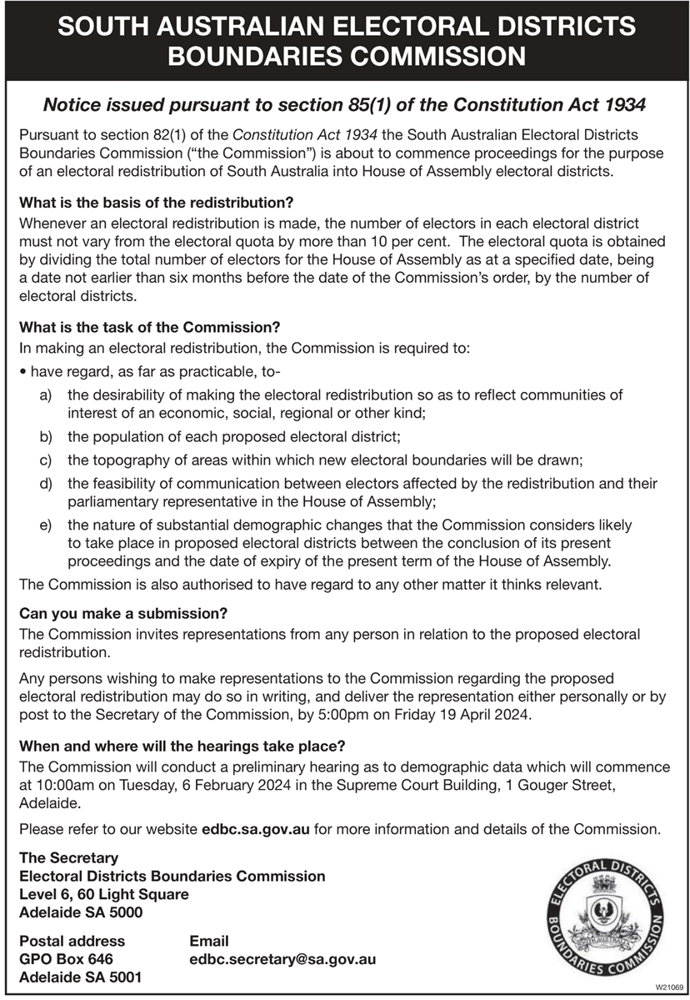 SOUTH AUSTRALIAN ELECTORAL DISTRICTS
BOUNDARIES COMMISSION
Notice issued pursuant to section 85(1) of the Constitution Act 1934
Pursuant to section 82(1) of the Constitution Act 1934 the South Australian Electoral Districts
Boundaries Commission (“the Commission”) is about to commence proceedings for the purpose
of an electoral redistribution of South Australia into House of Assembly electoral districts.
What is the basis of the redistribution?
Whenever an electoral redistribution is made, the number of electors in each electoral district
must not vary from the electoral quota by more than 10 per cent. The electoral quota is obtained
by dividing the total number of electors for the House of Assembly as at a specified date, being
a date not earlier than six months before the date of the Commission’s order, by the number of
electoral districts.
What is the task of the Commission?
In making an electoral redistribution, the Commission is required to:
• have regard, as far as practicable, to-
a) the desirability of making the electoral redistribution so as to reflect communities of
interest of an economic, social, regional or other kind;
b) the population of each proposed electoral district;
c) the topography of areas within which new electoral boundaries will be drawn;
d) the feasibility of communication between electors affected by the redistribution and their
parliamentary representative in the House of Assembly;
e) the nature of substantial demographic changes that the Commission considers likely
to take place in proposed electoral districts between the conclusion of its present
proceedings and the date of expiry of the present term of the House of Assembly.
The Commission is also authorised to have regard to any other matter it thinks relevant.
Can you make a submission?
The Commission invites representations from any person in relation to the proposed electoral
redistribution.
Any persons wishing to make representations to the Commission regarding the proposed
electoral redistribution may do so in writing, and deliver the representation either personally or by
post to the Secretary of the Commission, by 5:00pm on Friday 19 April 2024.
When and where will the hearings take place?
The Commission will conduct a preliminary hearing as to demographic data which will commence
at 10:00am on Tuesday, 6 February 2024 in the Supreme Court Building, 1 Gouger Street,
Adelaide.
Please refer to our website edbc.sa.gov.au for more information and details of the Commission.
The Secretary
Electoral Districts Boundaries Commission
Level 6, 60 Light Square
Adelaide SA 5000
Postal address
GPO Box 646
Adelaide SA 5001
Email
edbc.secretary@sa.gov.au
ELECTORAL DISTRICTS
BOUNDARIES COMMISSION
SOUTH AUSTRALIA
W21069